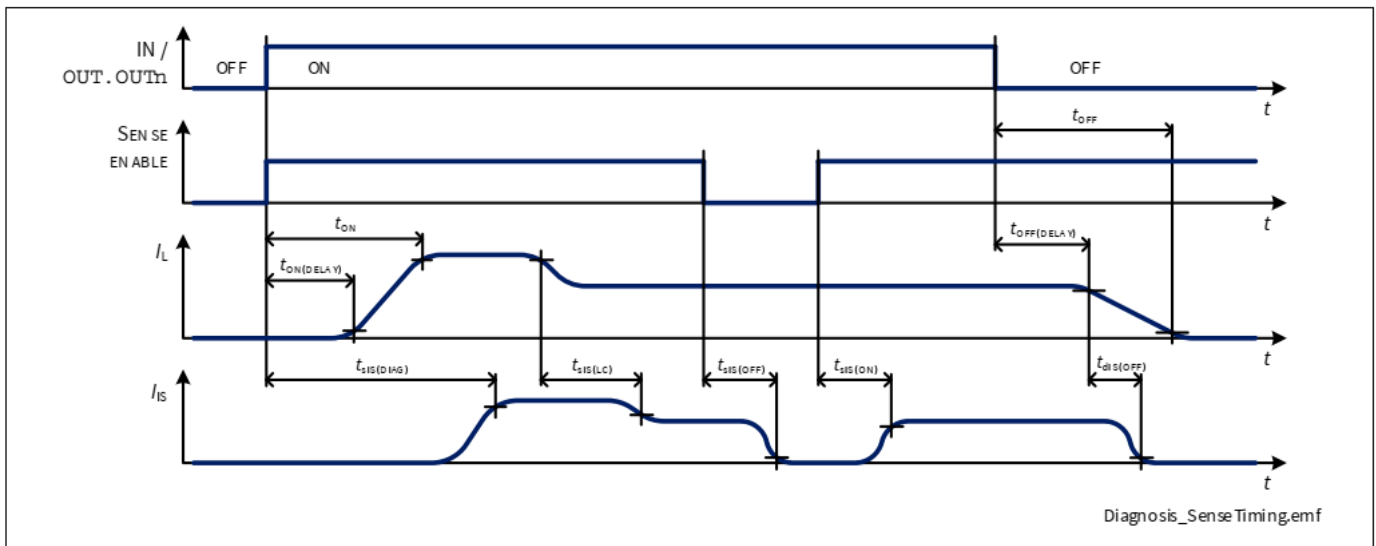 IN /
OUT.OUTn
OFF
ON
OFF
t
tOFF
SENSE
ENABLE
t
tON
tOFF(DELAY)
IL
tON(DELAY)
t
tsIS(DIAG)
tsIS(LC)
tsIS(OFF)
tsIS(ON)
tdIS(OFF)
IIS
t
Diagnosis_SenseTiming.emf